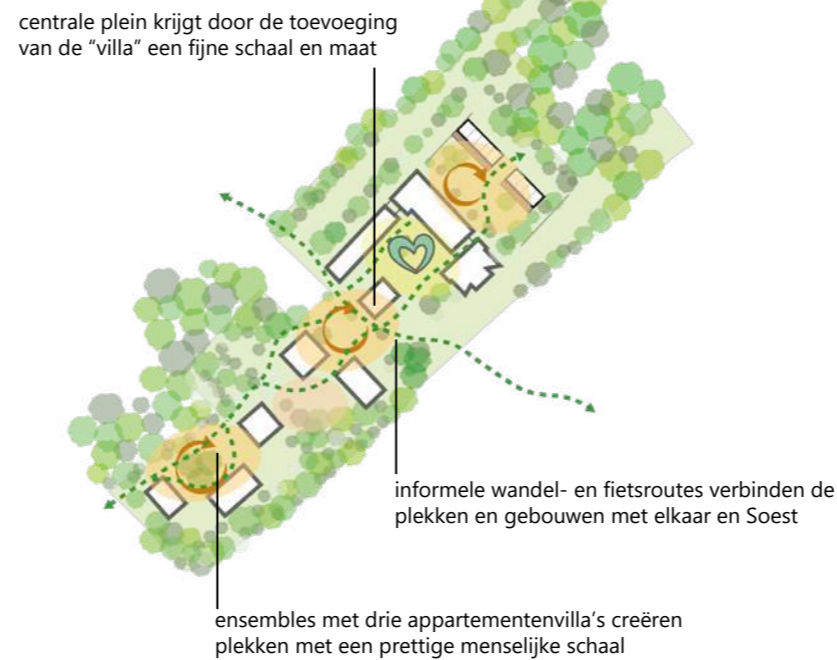 centrale plein krijgt door de toevoeging
van de “villa” een fijne schaal en maat
informele wandel- en fietsroutes verbinden de
plekken en gebouwen met elkaar en Soest
ensembles met drie appartementenvilla’s creëren
plekken met een prettige menselijke schaal